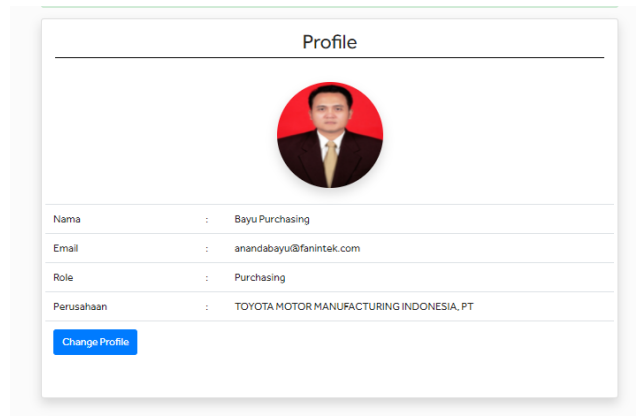 Profile
Nama : Bayu Purchasing
Email : anandabayu@fanintek.com
Role : Purchasing
Perusahaan : TOYOTA MOTOR MANUFACTURING INDONESIA, PT
Change Profile